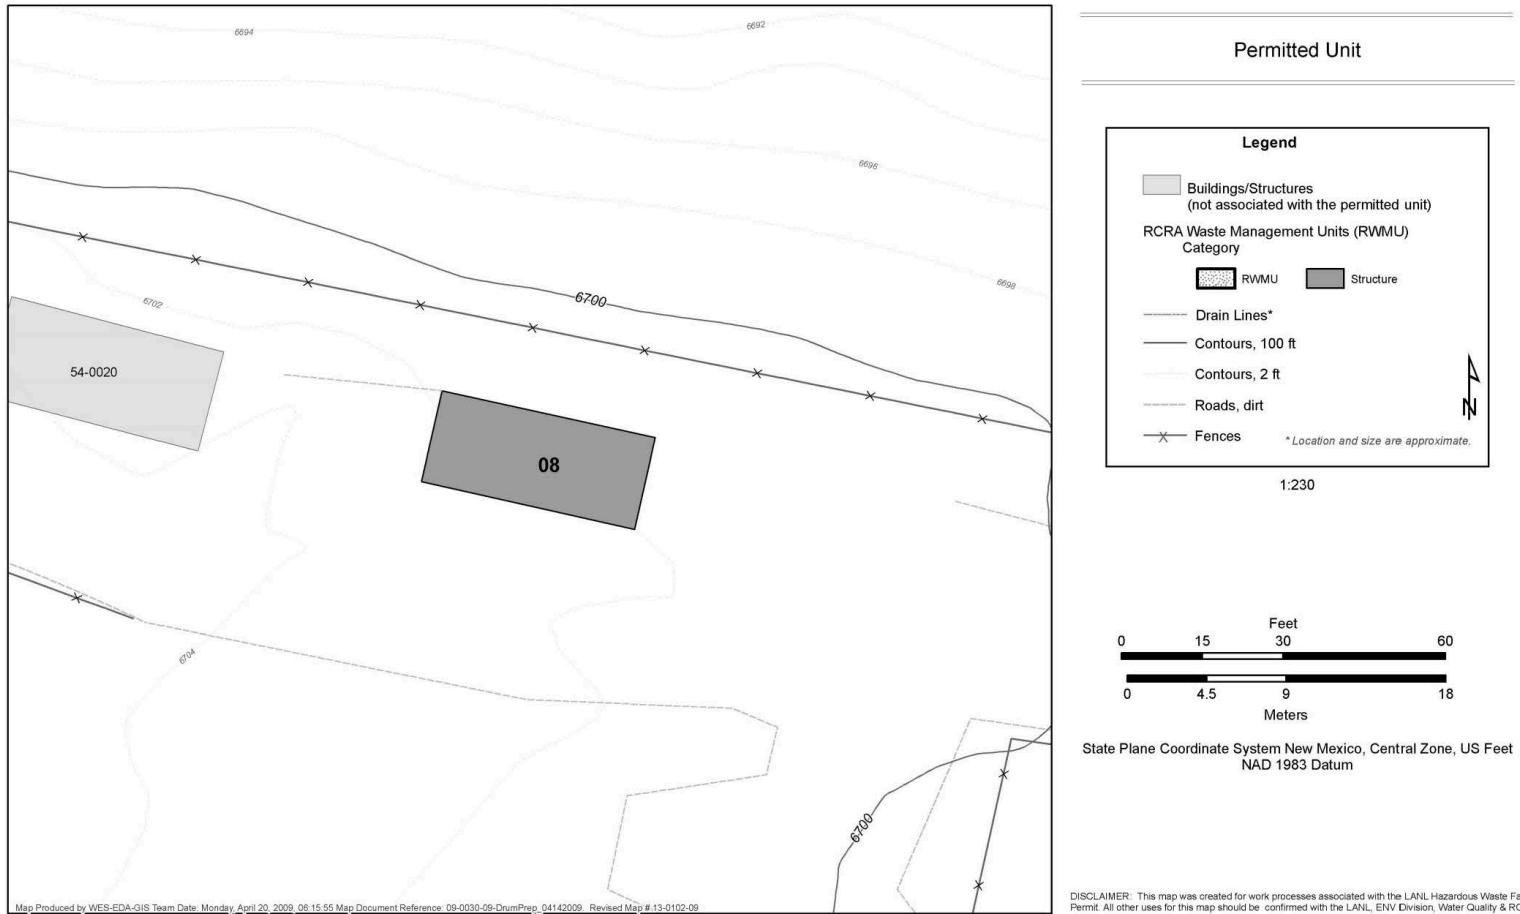 6694
6692
6696
6698
6700
6702
54-0020
08
6704
6700
Map Produced by WES-EDA-GIS Team Date: Monday, April 20, 2009, 06:15:55 Map Document Reference: 09-0030-09-DrumPrep_04142009. Revised Map #:13-0102-09
Permitted Unit
Legend
Buildings/Structures
(not associated with the permitted unit)
RCRA Waste Management Units (RWMU)
Category
RWMU Structure
Drain Lines*
Contours, 100 ft
Contours, 2 ft
Roads, dirt
Fences * Location and size are approximate.
N
1:230
Feet
0 15 30 60
0 4.5 9 18
Meters
State Plane Coordinate System New Mexico, Central Zone, US Feet
NAD 1983 Datum
DISCLAIMER: This map was created for work processes associated with the LANL Hazardous Waste Fa
Permit. All other uses for this map should be confirmed with the LANL, ENV Division, Water Quality & RC